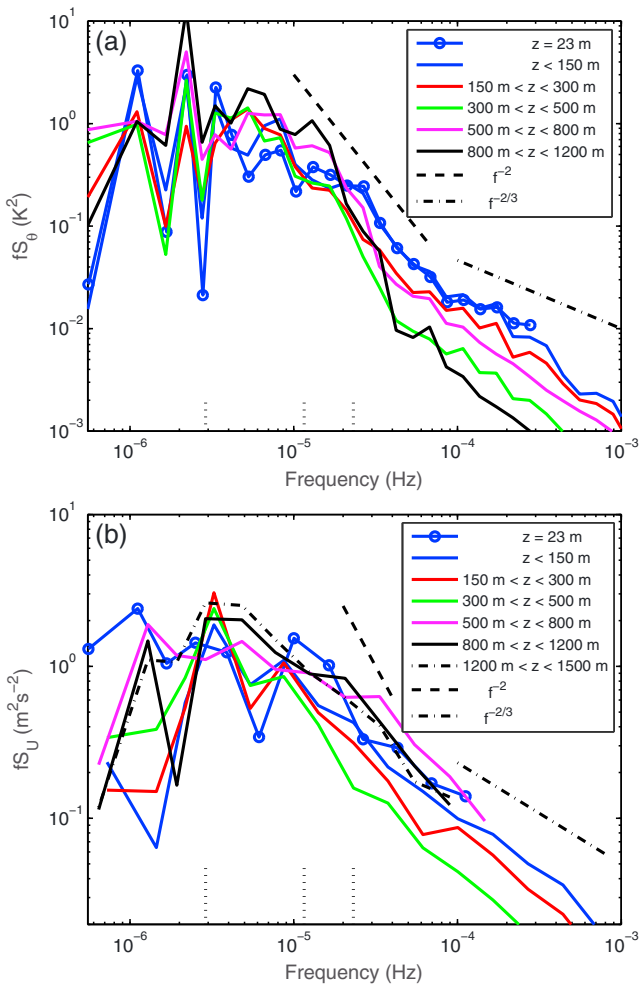 (a)
10^1
10^0
10^-1
10^-2
10^-3
fS_θ (K^2)
z = 23 m
z < 150 m
150 m < z < 300 m
300 m < z < 500 m
500 m < z < 800 m
800 m < z < 1200 m
f^-2
f^-2/3
10^-6
10^-5
10^-4
10^-3
Frequency (Hz)
(b)
10^1
10^0
10^-1
fS_U (m^2s^-2)
z = 23 m
z < 150 m
150 m < z < 300 m
300 m < z < 500 m
500 m < z < 800 m
800 m < z < 1200 m
1200 m < z < 1500 m
f^-2
f^-2/3
10^-6
10^-5
10^-4
10^-3
Frequency (Hz)